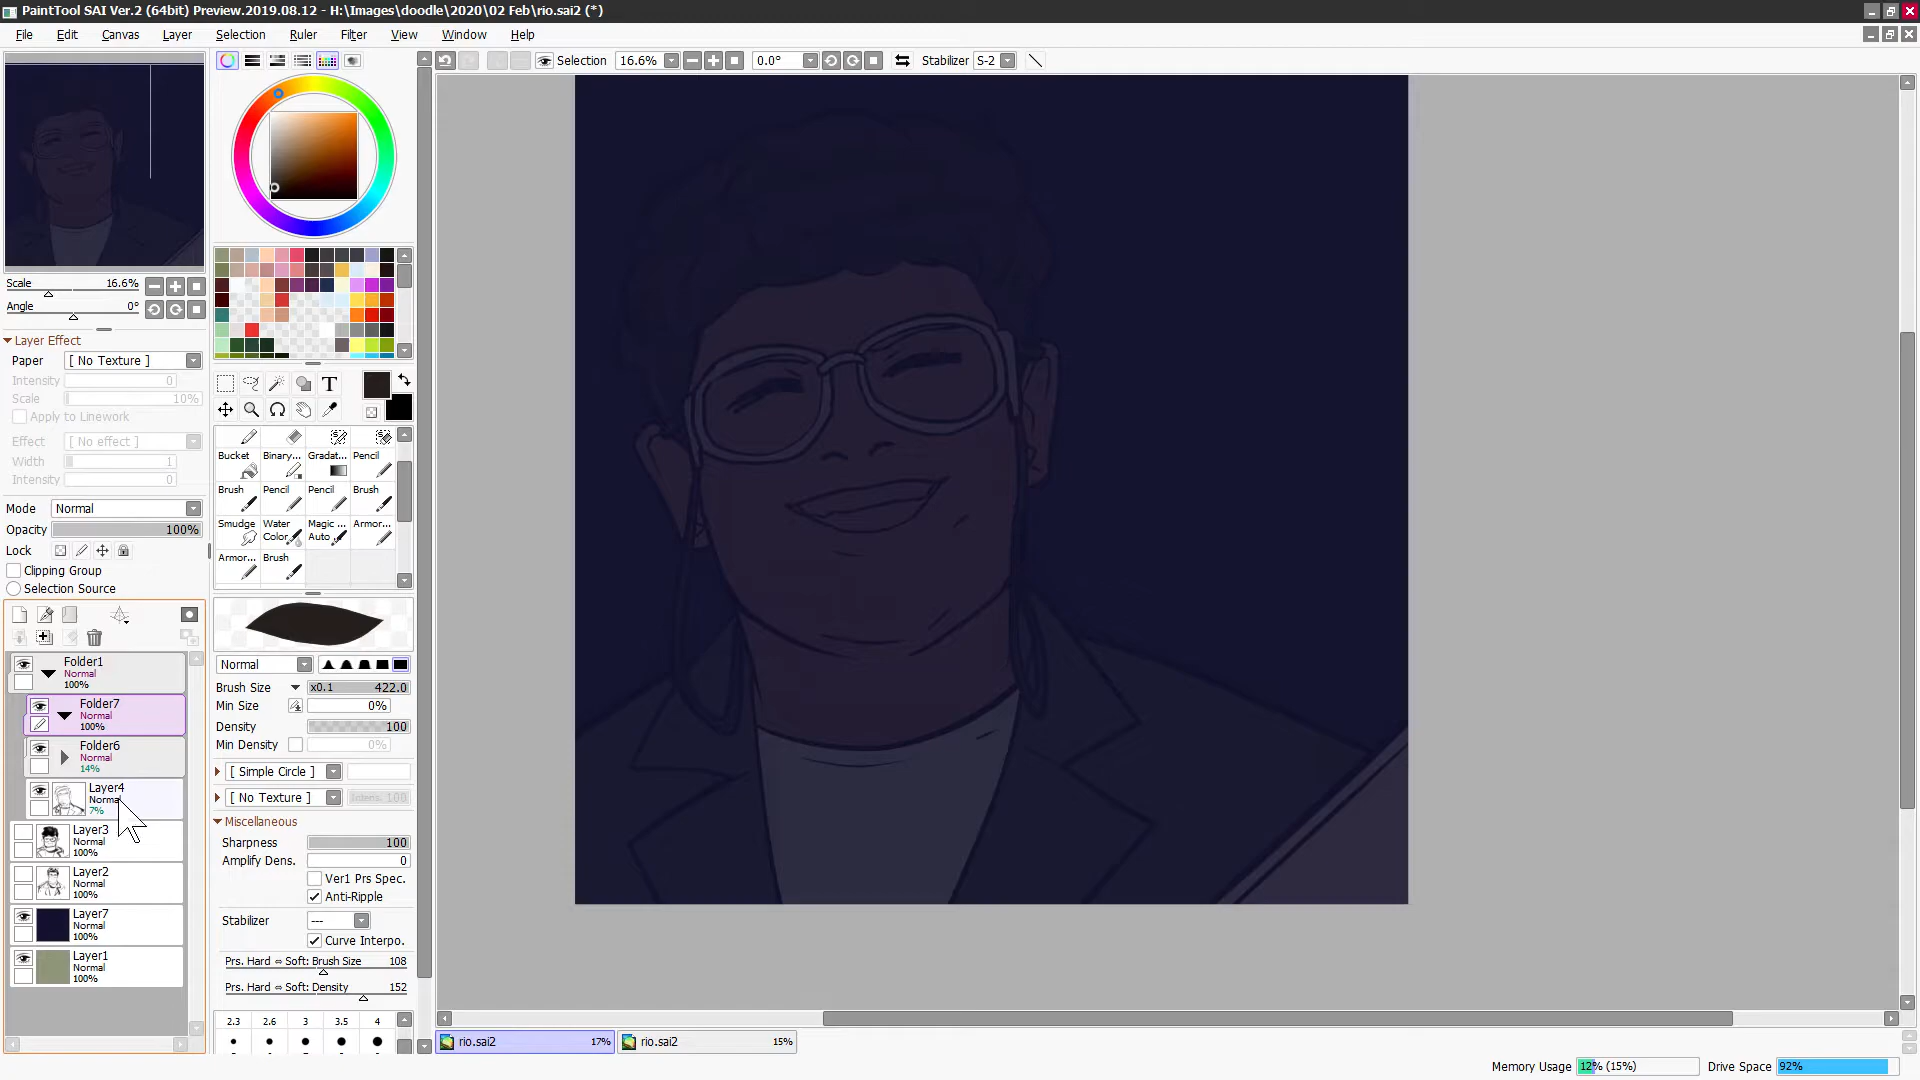 PaintTool SAI Ver.2 (64bit) Preview.2019.08.12 - H:\Images\doodle\2020\02 Feb\rio.sai2 (*)
File Edit Canvas Layer Selection Ruler Filter View Window Help
Selection 16.6% 0.0° Stabilizer S-2
Scale 16.6%
Angle 0°
Layer Effect
Paper [ No Texture ]
Intensity 0
Scale 10%
Apply to Linework
Effect [ No effect ]
Width 1
Intensity 0
Mode Normal
Opacity 100%
Lock
Clipping Group
Selection Source
Folder1
Normal
100%
Folder7
Normal
100%
Folder6
Normal
14%
Layer4
Normal
7%
Layer3
Normal
100%
Layer2
Normal
100%
Layer7
Normal
100%
Layer1
Normal
100%
T
Bucket Binary... Gradat... Pencil
Brush Pencil Pencil Brush
Smudge Water Color Magic ... Auto Armor...
Armor... Brush
Normal
Brush Size x0.1 422.0
Min Size 0%
Density 100
Min Density 0%
[ Simple Circle ]
[ No Texture ] Intens. 100
Miscellaneous
Sharpness 100
Amplify Dens. 0
Ver1 Prs Spec.
Anti-Ripple
Stabilizer ---
Curve Interpo.
Prs. Hard ⇔ Soft: Brush Size 108
Prs. Hard ⇔ Soft: Density 152
2.3 2.6 3 3.5 4
rio.sai2 17% rio.sai2 15%
Memory Usage 12% (15%) Drive Space 92%